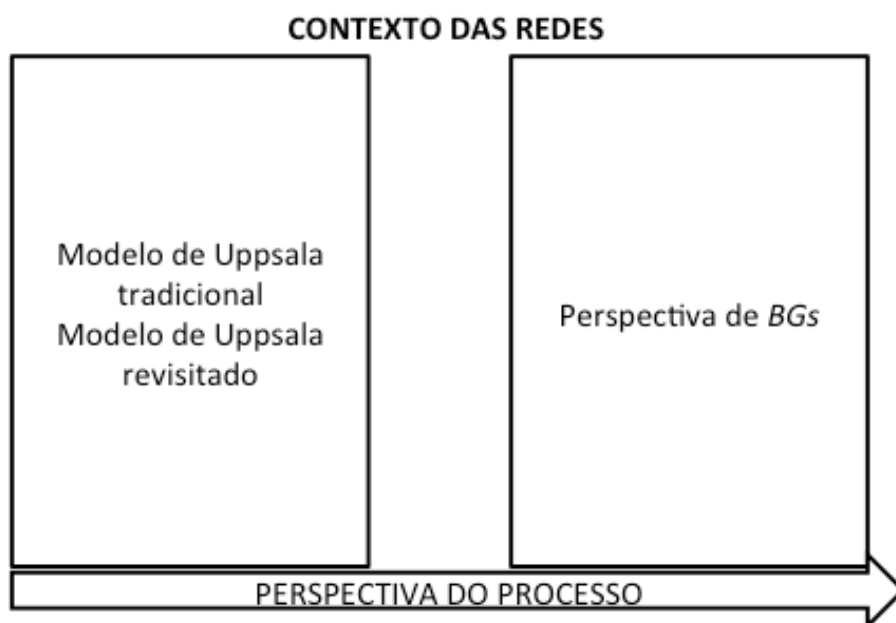 CONTEXTO DAS REDES
Modelo de Uppsala
tradicional
Modelo de Uppsala
revisitado
Perspectiva de BGs
PERSPECTIVA DO PROCESSO